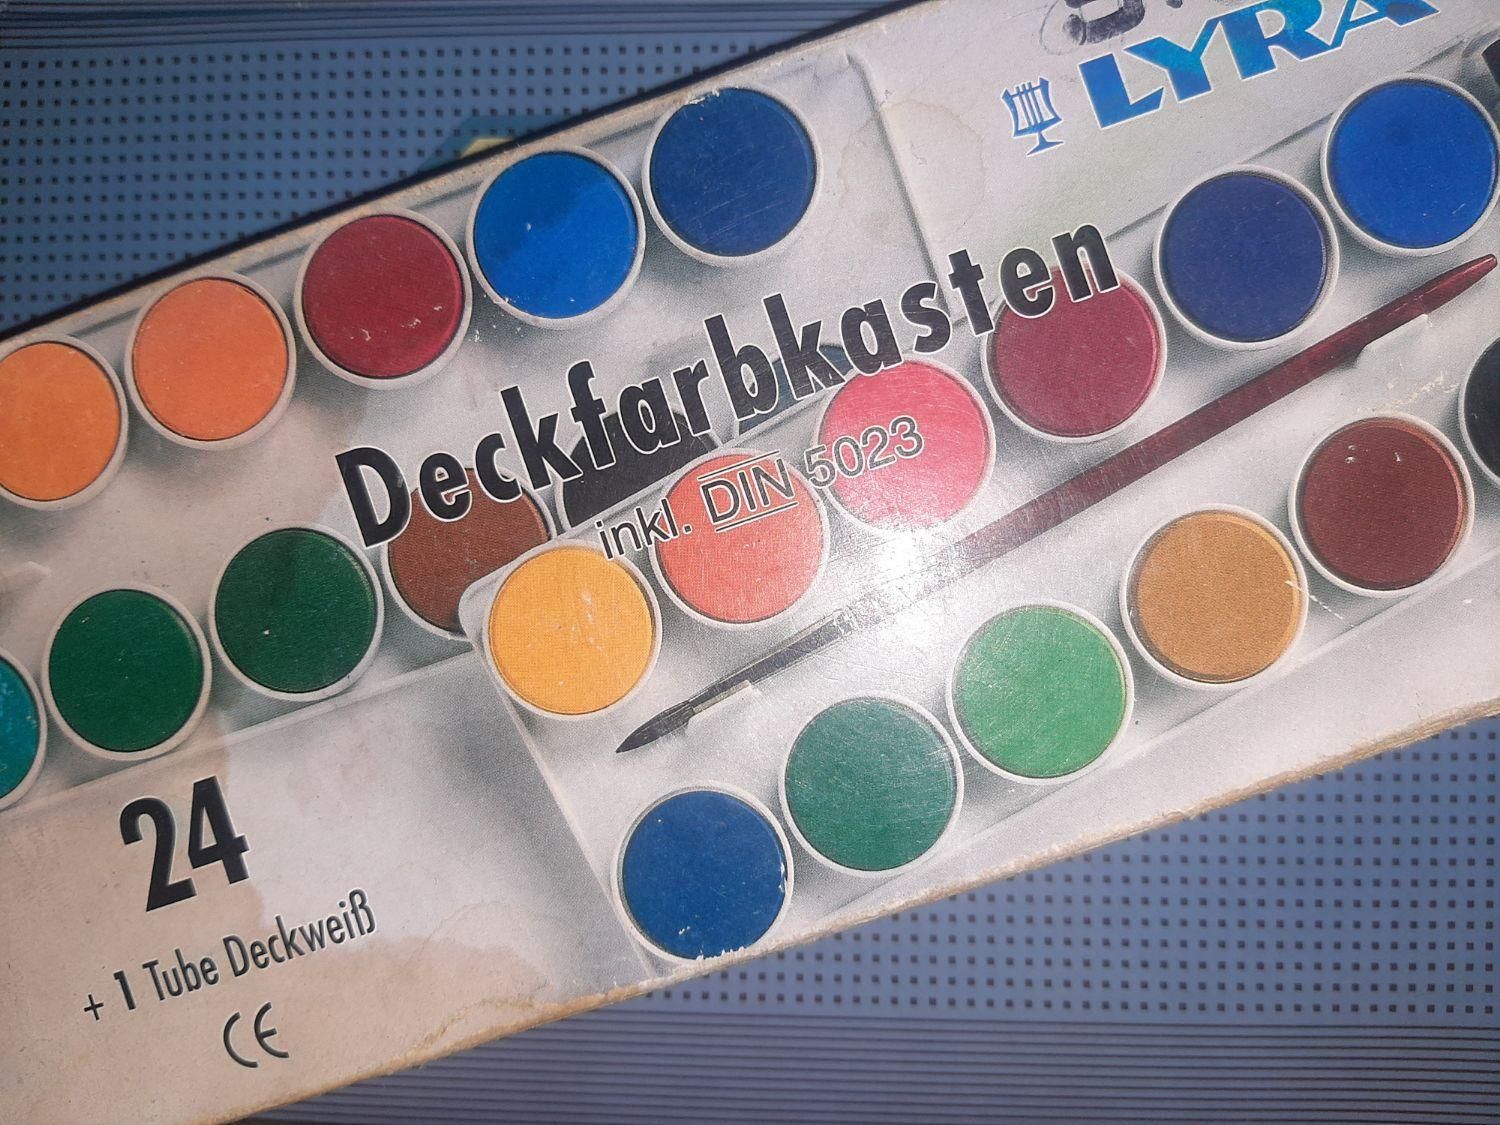 LYRA
Deckfarbkasten
inkl. DIN 5023
24
+ 1 Tube Deckweiß
CE